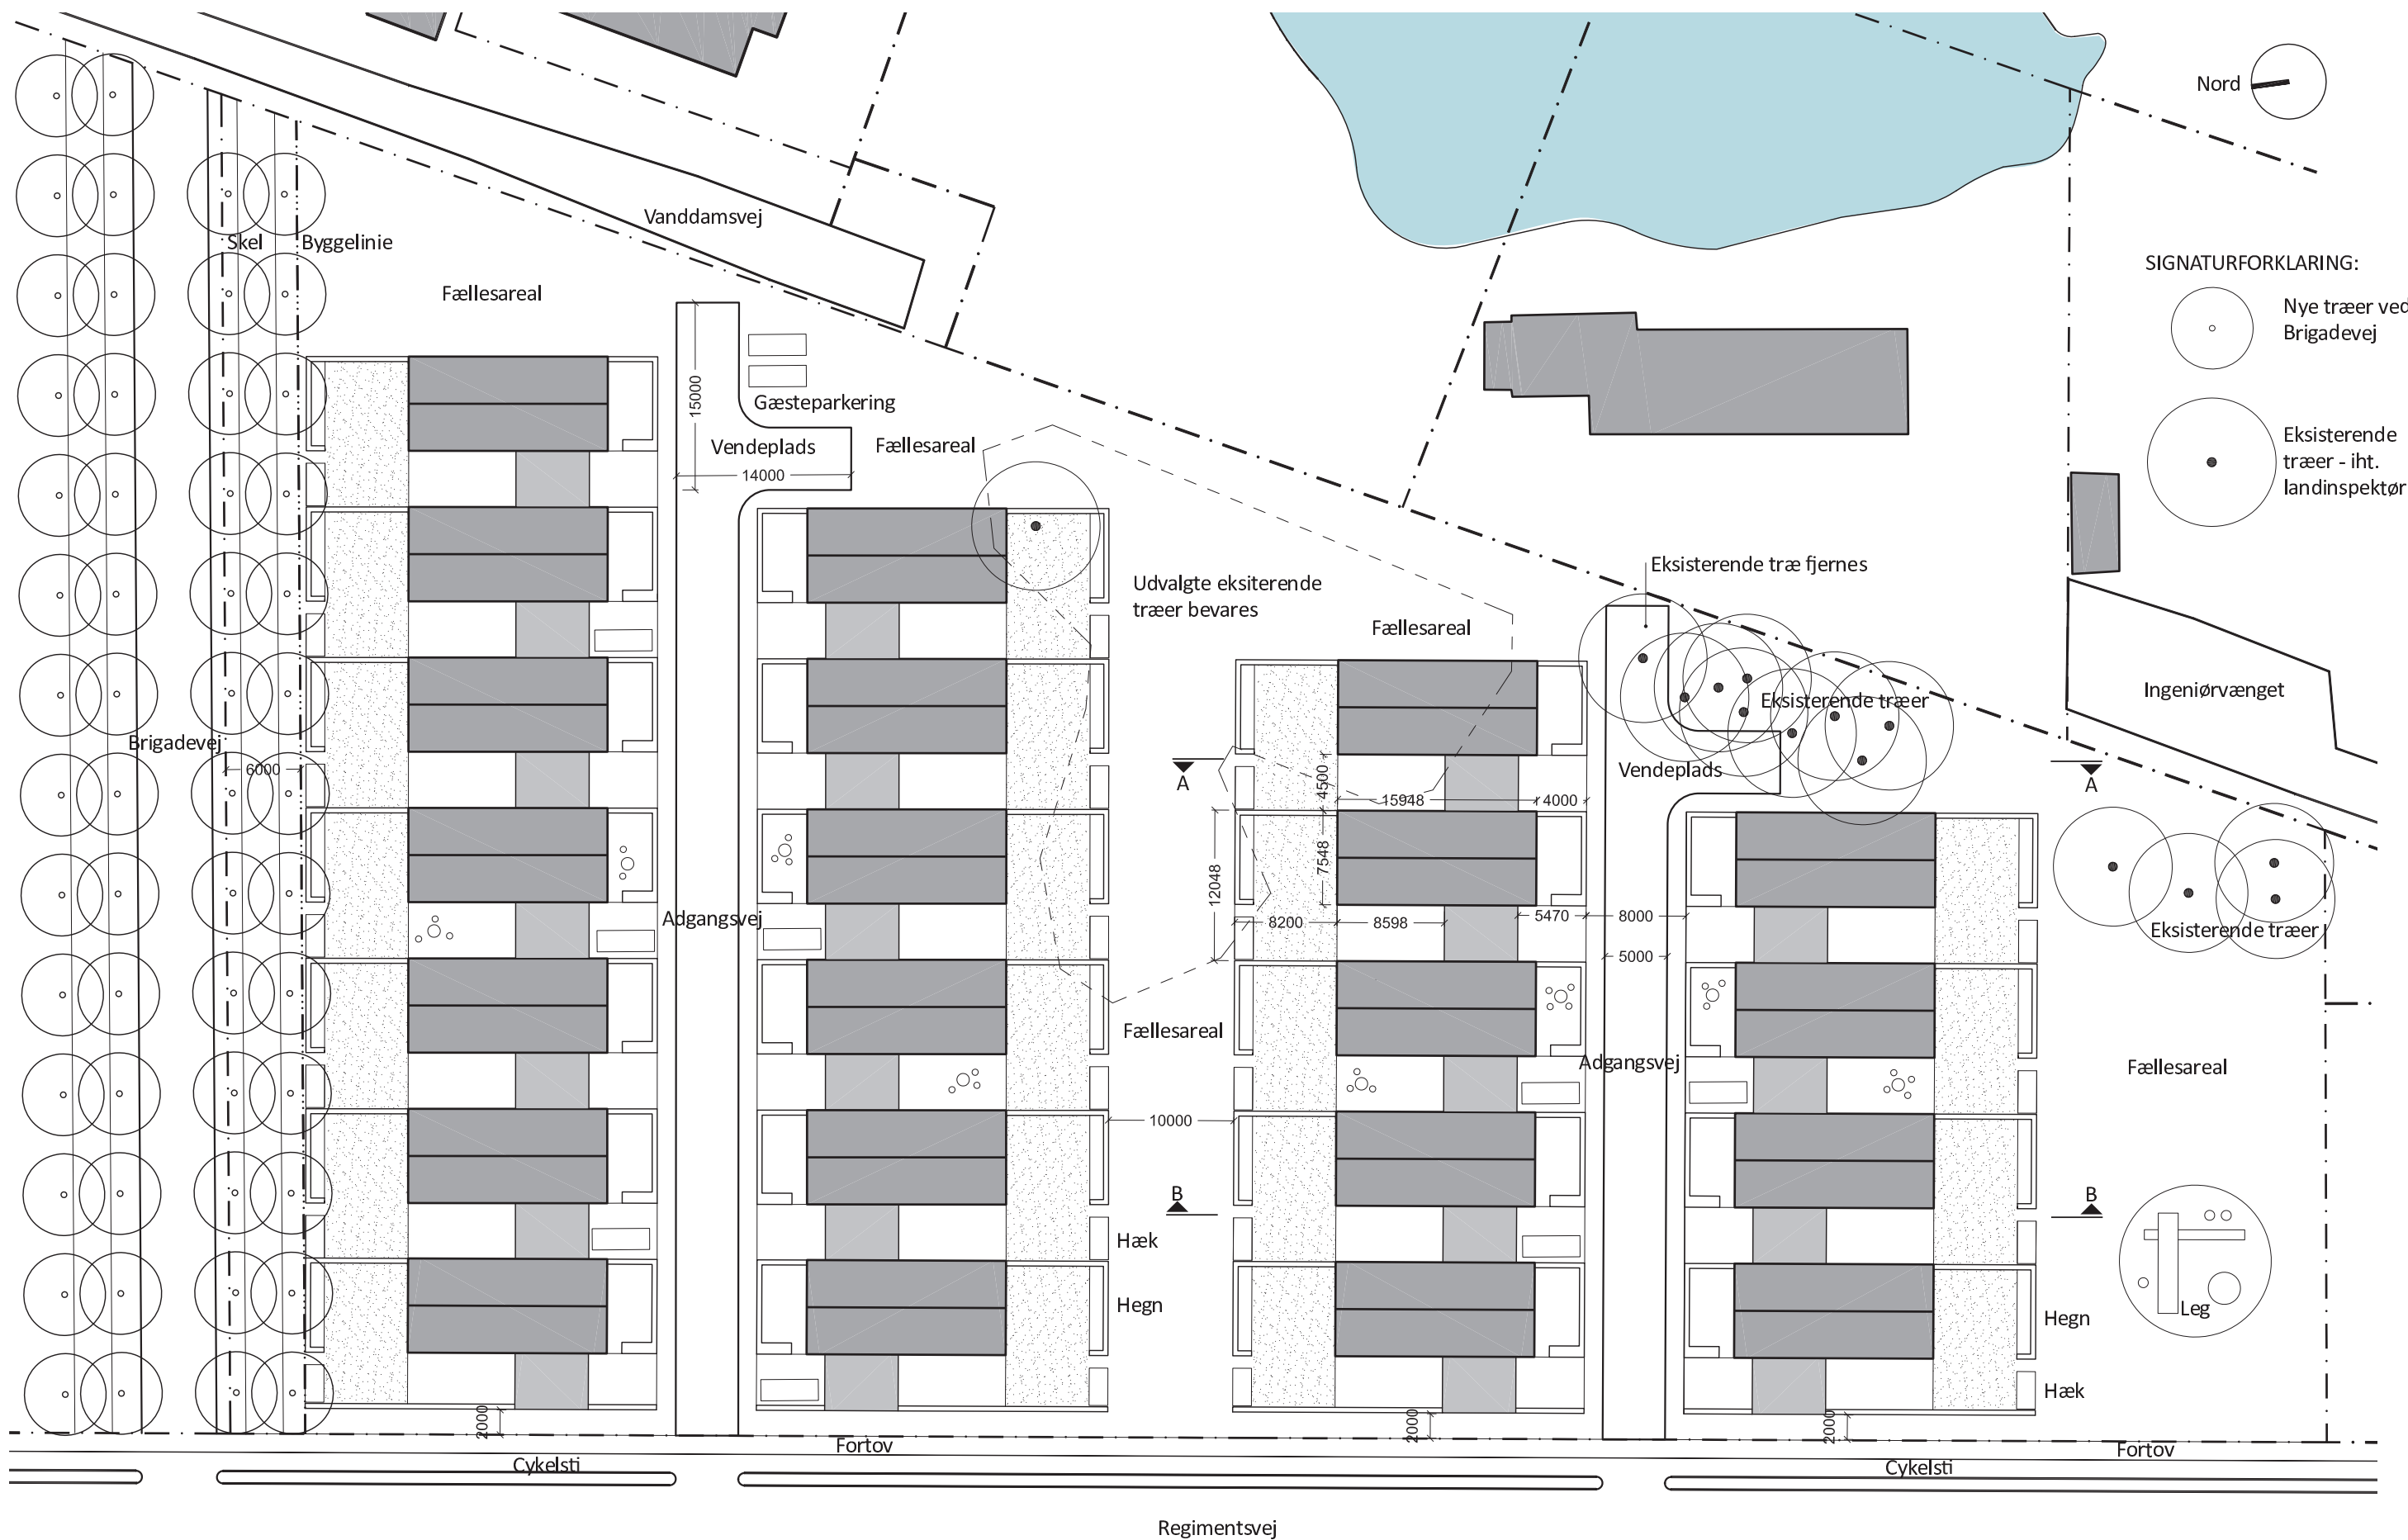 Nord
Vanddamsvej
Skel
Byggelinie
SIGNATURFORKLARING:
Fællesareal
Nye træer ved
Brigadevej
15000
Gæsteparkering
Vendeplads
Fællesareal
14000
Eksisterende
træer - iht.
landinspektør
Eksisterende træ fjernes
Udvalgte eksiterende
træer bevares
Fællesareal
Ingeniørvænget
Eksisterende træer
Brigadevej
6000
A
Vendeplads
A
4500
15948
4000
7548
12048
Adgangsvej
8200
8598
5470
8000
Eksisterende træer
5000
Fællesareal
Adgangsvej
Fællesareal
10000
B
B
Hæk
Hegn
Leg
Hegn
Hæk
2000
2000
2000
Fortov
Fortov
Cykelsti
Cykelsti
Regimentsvej